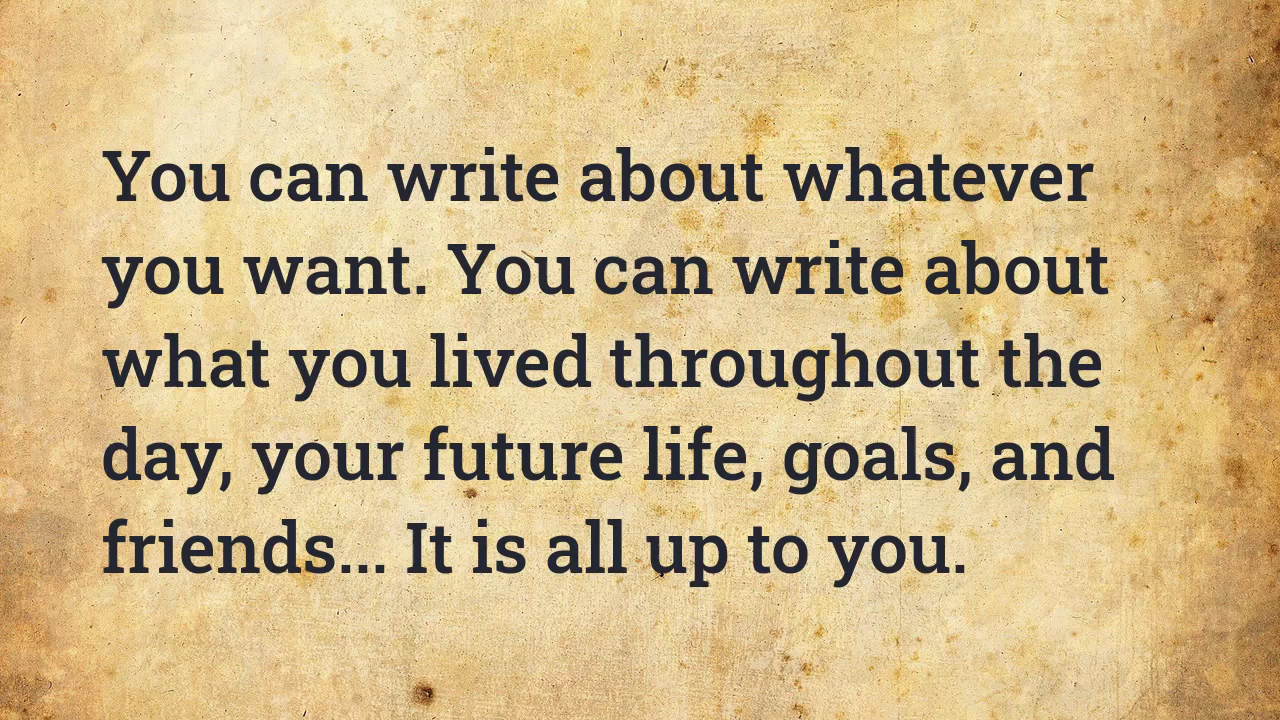 You can write about whatever
you want. You can write about
what you lived throughout the
day, your future life, goals, and
friends... It is all up to you.